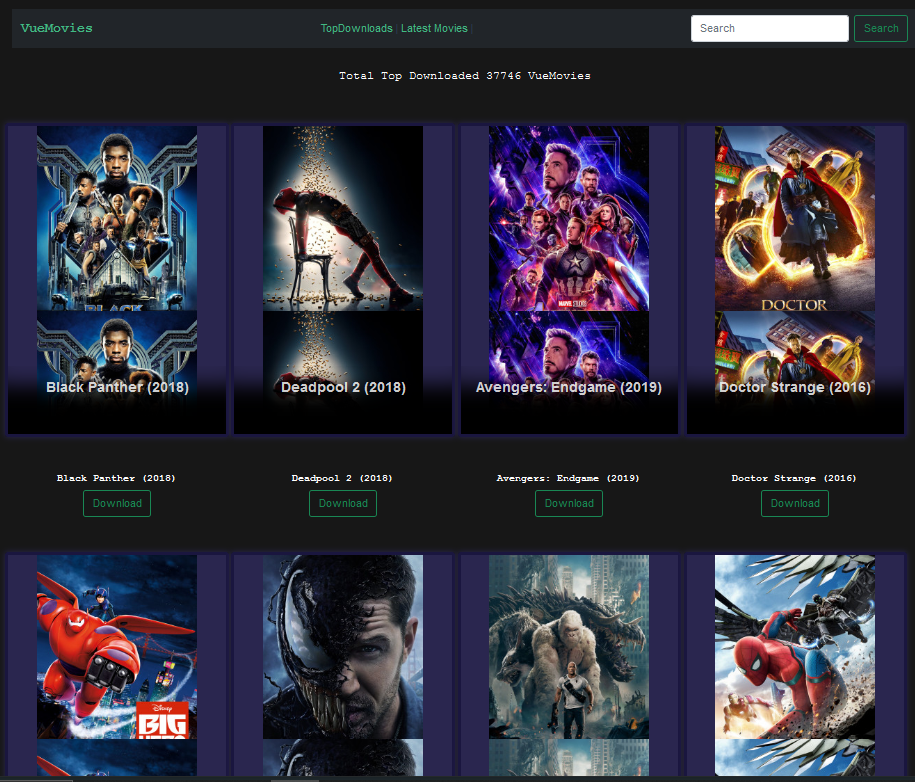 VueMovies
TopDownloads | Latest Movies |
Search
Search
Total Top Downloaded 37746 VueMovies
MARVEL STUDIOS
DOCTOR
Black Panther (2018)
Deadpool 2 (2018)
Avengers: Endgame (2019)
Doctor Strange (2016)
Black Panther (2018)
Deadpool 2 (2018)
Avengers: Endgame (2019)
Doctor Strange (2016)
Download
Download
Download
Download
Disney
BIG